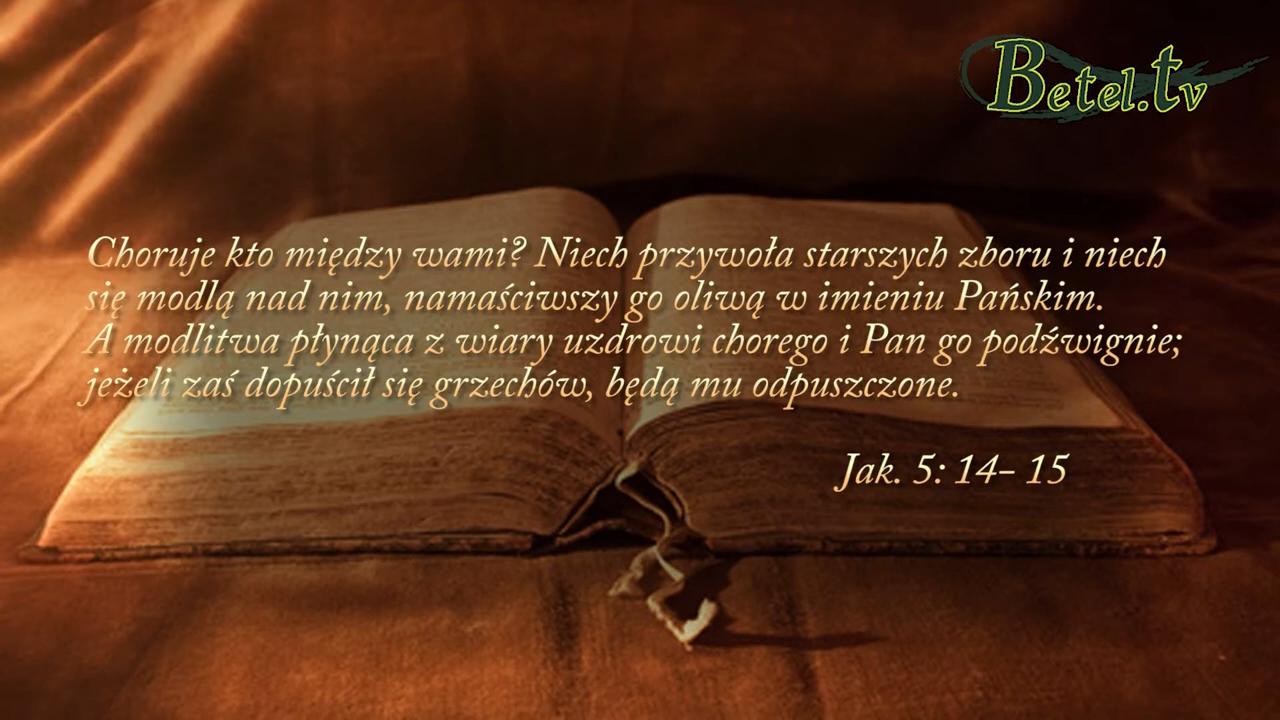 Betel.tv
Choruje kto między wami? Niech przywoła starszych zboru i niech
się modlą nad nim, namaściwszy go oliwą w imieniu Pańskim.
A modlitwa płynąca z wiary uzdrowi chorego i Pan go podźwignie;
jeżeli zaś dopuścił się grzechów, będą mu odpuszczone.
Jak. 5: 14- 15